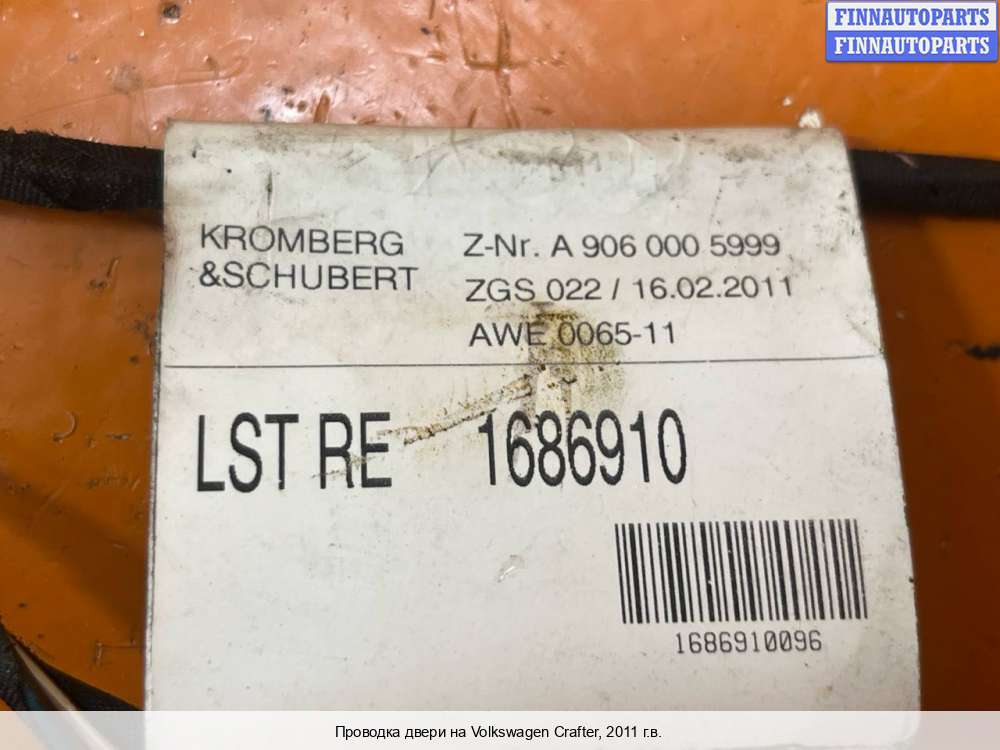 FINNAUTOPARTS
FINNAUTOPARTS
KROMBERG
&SCHUBERT
Z-Nr. A 906 000 5999
ZGS 022 / 16.02.2011
AWE 0065-11
LST RE 1686910
1686910096
Проводка двери на Volkswagen Crafter, 2011 г.в.